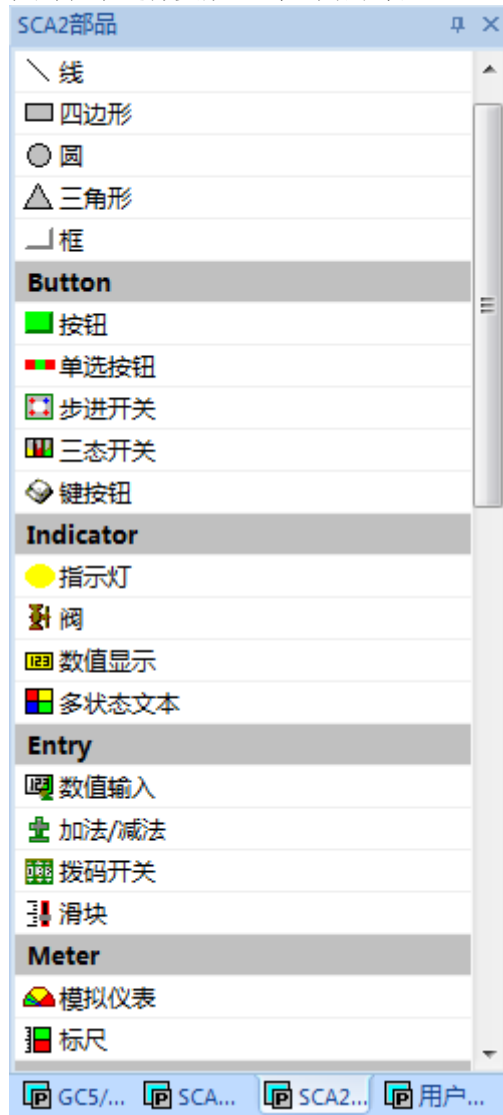 SCA2部品
线
四边形
圆
三角形
框
Button
按钮
单选按钮
步进开关
三态开关
键按钮
Indicator
指示灯
阀
数值显示
多状态文本
Entry
数值输入
加法/减法
拨码开关
滑块
Meter
模拟仪表
标尺
GC5/... SCA... SCA2... 用户...